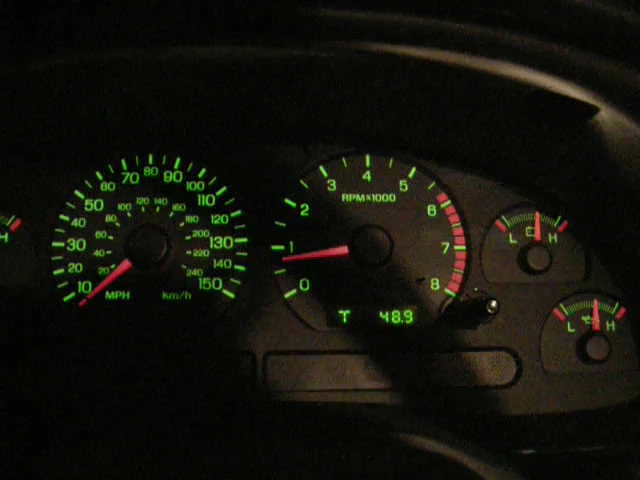 H
10 20 30 40 50 60 70 80 90 100 110 120 130 140 150
20 40 60 80 100 120 140 160 180 200 220 240
MPH km/h
0 1 2 3 4 5 6 7 8
RPM×1000
T 48.9
L H
L H